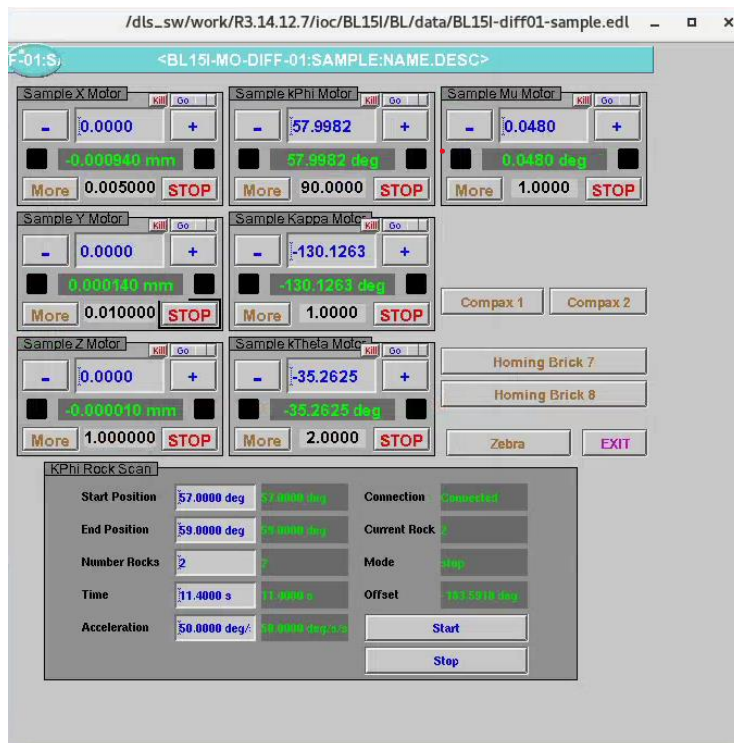 /dls_sw/work/R3.14.12.7/ioc/BL15I/BL/data/BL15I-diff01-sample.edl
F-01:S <BL15I-MO-DIFF-01:SAMPLE:NAME.DESC>
Sample X Motor Kill Go
- 0.0000 +
-0.000940 mm
More 0.005000 STOP
Sample kPhi Motor Kill Go
- 57.9982 +
57.9982 deg
More 90.0000 STOP
Sample Mu Motor Kill Go
- 0.0480 +
0.0480 deg
More 1.0000 STOP
Sample Y Motor Kill Go
- 0.0000 +
0.000140 mm
More 0.010000 STOP
Sample Kappa Motor Kill Go
- -130.1263 +
-130.1263 deg
More 1.0000 STOP
Compax 1 Compax 2
Sample Z Motor Kill Go
- 0.0000 +
-0.000010 mm
More 1.000000 STOP
Sample kTheta Motor Kill Go
- -35.2625 +
-35.2625 deg
More 2.0000 STOP
Homing Brick 7
Homing Brick 8
Zebra EXIT
KPhi Rock Scan
Start Position 57.0000 deg 57.0000 deg
End Position 59.0000 deg 59.0000 deg
Number Rocks 2 2
Time 11.4000 s 11.4000 s
Acceleration 50.0000 deg/ 50.0000 deg/s/s
Connection Connected
Current Rock 2
Mode stop
Offset -183.5918 deg
Start
Stop